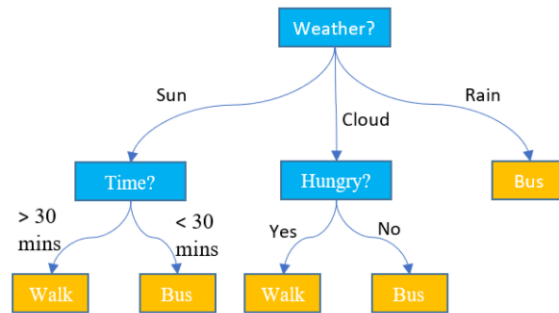 Weather?
Sun
Cloud
Rain
Time?
Hungry?
Bus
> 30
mins
< 30
mins
Yes
No
Walk
Bus
Walk
Bus